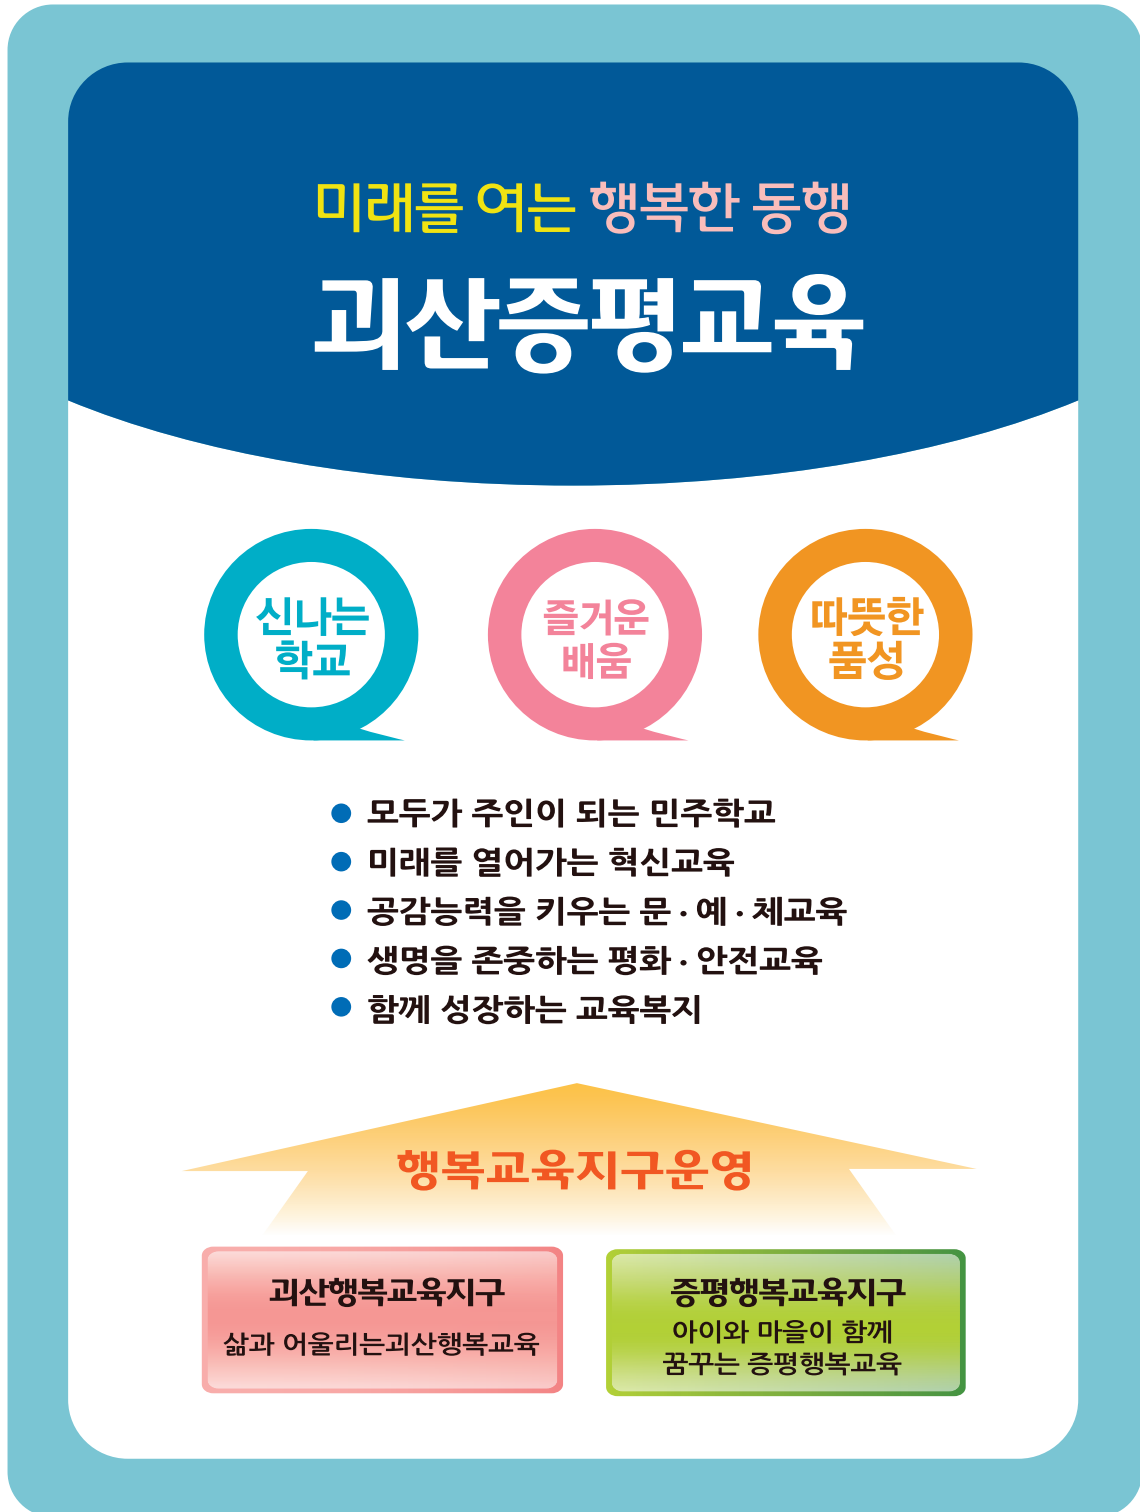 미래를 여는 행복한 동행
괴산증평교육
신나는
학교
즐거운
배움
따뜻한
품성
● 모두가 주인이 되는 민주학교
● 미래를 열어가는 혁신교육
● 공감능력을 키우는 문·예·체교육
● 생명을 존중하는 평화·안전교육
● 함께 성장하는 교육복지
행복교육지구운영
괴산행복교육지구
삶과 어울리는괴산행복교육
증평행복교육지구
아이와 마을이 함께
꿈꾸는 증평행복교육